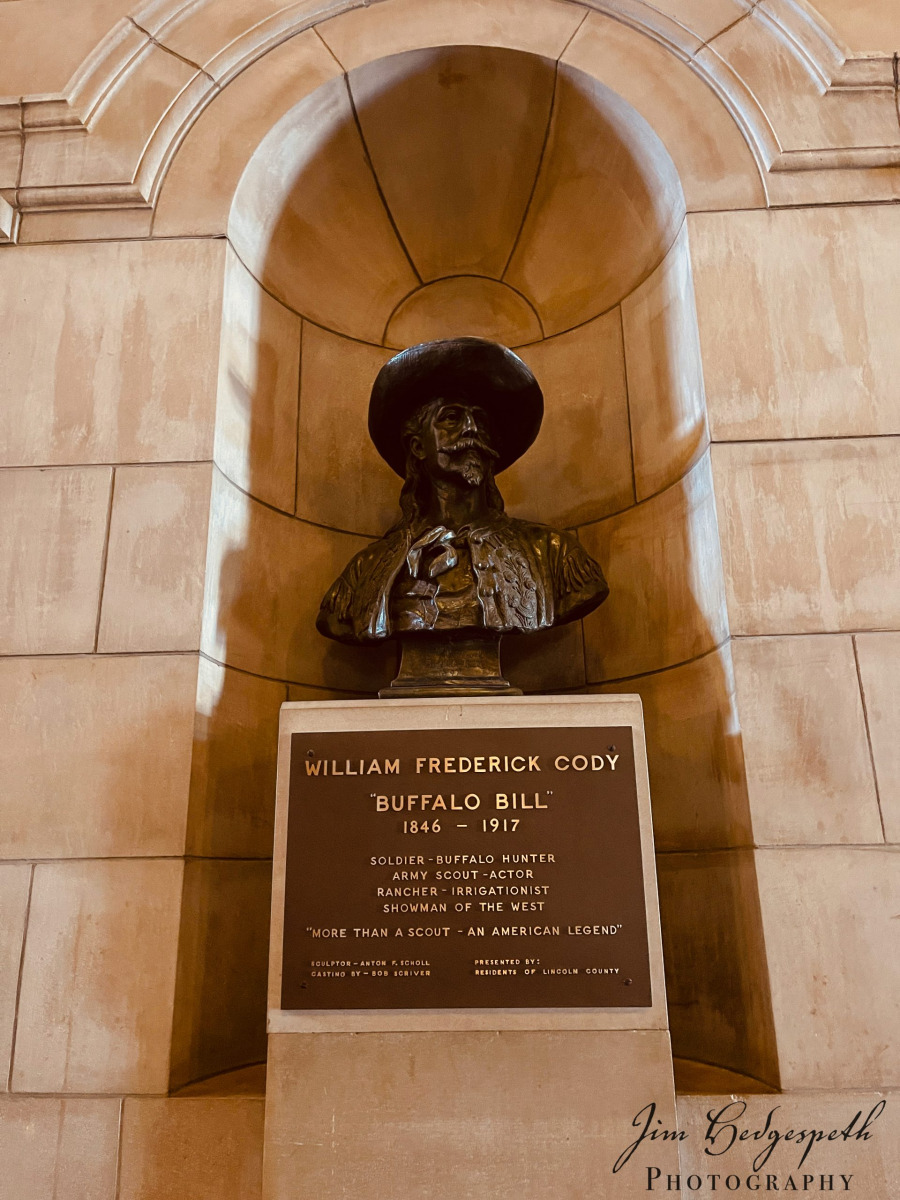 WILLIAM FREDERICK CODY
"BUFFALO BILL"
1846 – 1917
SOLDIER - BUFFALO HUNTER
ARMY SCOUT - ACTOR
RANCHER - IRRIGATIONIST
SHOWMAN OF THE WEST
"MORE THAN A SCOUT - AN AMERICAN LEGEND"
SCULPTOR – ANTON F. SCHOLL
CASTING BY – BOB SCRIVER
PRESENTED BY:
RESIDENTS OF LINCOLN COUNTY
Jim Hedgespeth
PHOTOGRAPHY